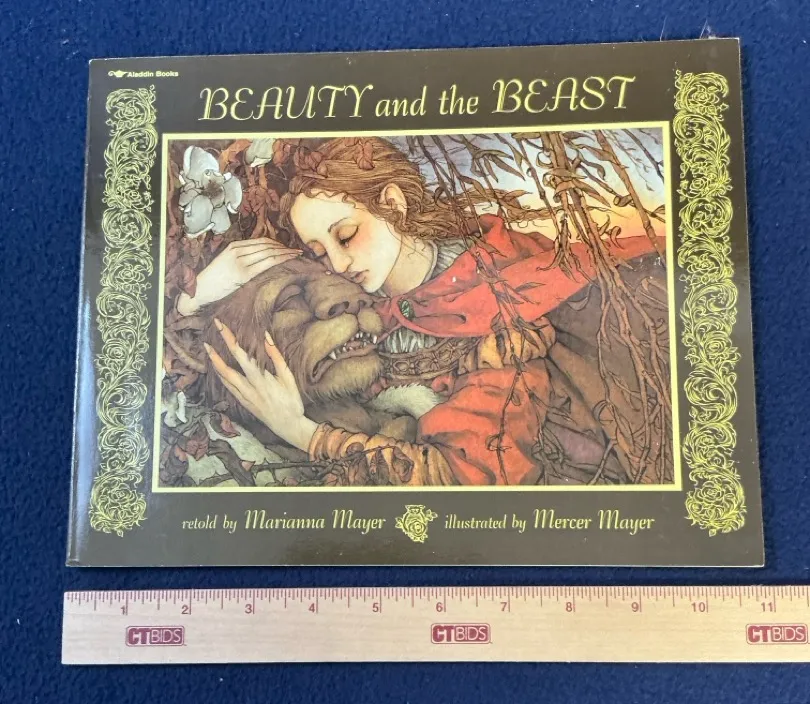 Aladdin Books
BEAUTY and the BEAST
retold by Marianna Mayer illustrated by Mercer Mayer
1 2 3 4 5 6 7 8 9 10 11
CTBIDS CTBIDS CTBIDS